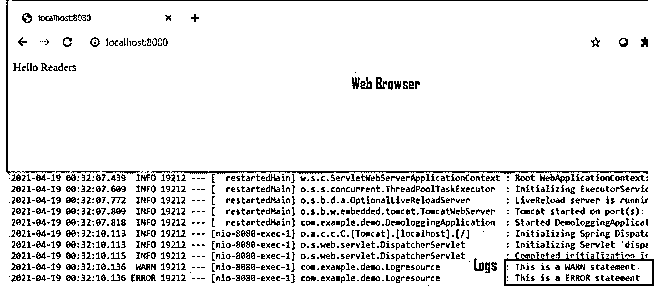 localhost:8080
localhost:8080
Hello Readers
Web Browser
2021-04-19 00:32:07.439 INFO 19212 --- [ restartedMain] w.s.c.ServletWebServerApplicationContext : Root WebApplicationContext:
2021-04-19 00:32:07.609 INFO 19212 --- [ restartedMain] o.s.s.concurrent.ThreadPoolTaskExecutor : Initializing ExecutorServic
2021-04-19 00:32:07.772 INFO 19212 --- [ restartedMain] o.s.b.d.a.OptionalLiveReloadServer : LiveReload server is runnin
2021-04-19 00:32:07.809 INFO 19212 --- [ restartedMain] o.s.b.w.embedded.tomcat.TomcatWebServer : Tomcat started on port(s):
2021-04-19 00:32:07.818 INFO 19212 --- [ restartedMain] com.example.demo.DemologgingApplication : Started DemologgingApplicat
2021-04-19 00:32:10.113 INFO 19212 --- [nio-8080-exec-1] o.a.c.c.C.[Tomcat].[localhost].[/] : Initializing Spring Dispatc
2021-04-19 00:32:10.113 INFO 19212 --- [nio-8080-exec-1] o.s.web.servlet.DispatcherServlet : Initializing Servlet 'dispa
2021-04-19 00:32:10.115 INFO 19212 --- [nio-8080-exec-1] o.s.web.servlet.DispatcherServlet : Completed initialization in
2021-04-19 00:32:10.136 WARN 19212 --- [nio-8080-exec-1] com.example.demo.Logresource Logs : This is a WARN statement
2021-04-19 00:32:10.136 ERROR 19212 --- [nio-8080-exec-1] com.example.demo.Logresource : This is a ERROR statement